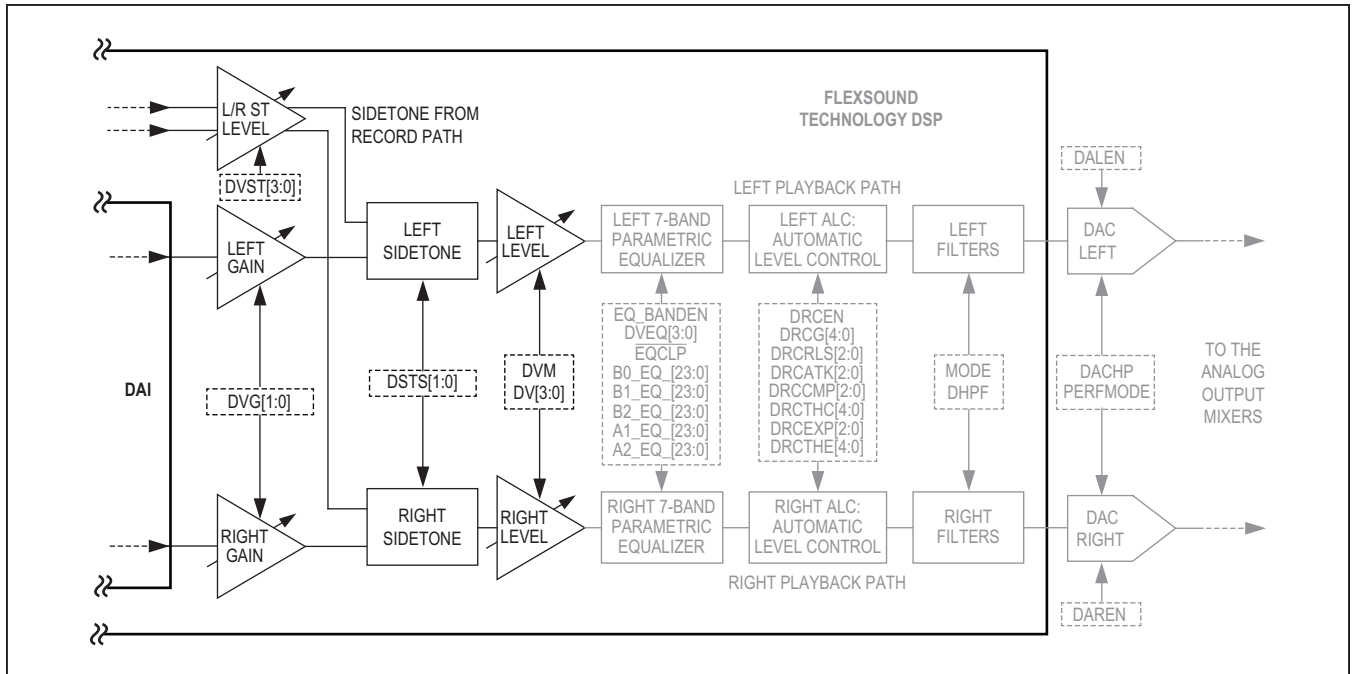 L/R ST
LEVEL
SIDETONE FROM
RECORD PATH
FLEXSOUND
TECHNOLOGY DSP
DVST[3:0]
DALEN
LEFT PLAYBACK PATH
LEFT
GAIN
LEFT
SIDETONE
LEFT
LEVEL
LEFT 7-BAND
PARAMETRIC
EQUALIZER
LEFT ALC:
AUTOMATIC
LEVEL CONTROL
LEFT
FILTERS
DAC
LEFT
DAI
DVG[1:0]
DSTS[1:0]
DVM
DV[3:0]
EQ_BANDEN
DVEQ[3:0]
EQCLP
B0_EQ_[23:0]
B1_EQ_[23:0]
B2_EQ_[23:0]
A1_EQ_[23:0]
A2_EQ_[23:0]
DRCEN
DRCG[4:0]
DRCRLS[2:0]
DRCATK[2:0]
DRCCMP[2:0]
DRCTHC[4:0]
DRCEXP[2:0]
DRCTHE[4:0]
MODE
DHPF
DACHP
PERFMODE
TO THE
ANALOG
OUTPUT
MIXERS
RIGHT
GAIN
RIGHT
SIDETONE
RIGHT
LEVEL
RIGHT 7-BAND
PARAMETRIC
EQUALIZER
RIGHT ALC:
AUTOMATIC
LEVEL CONTROL
RIGHT
FILTERS
DAC
RIGHT
RIGHT PLAYBACK PATH
DAREN